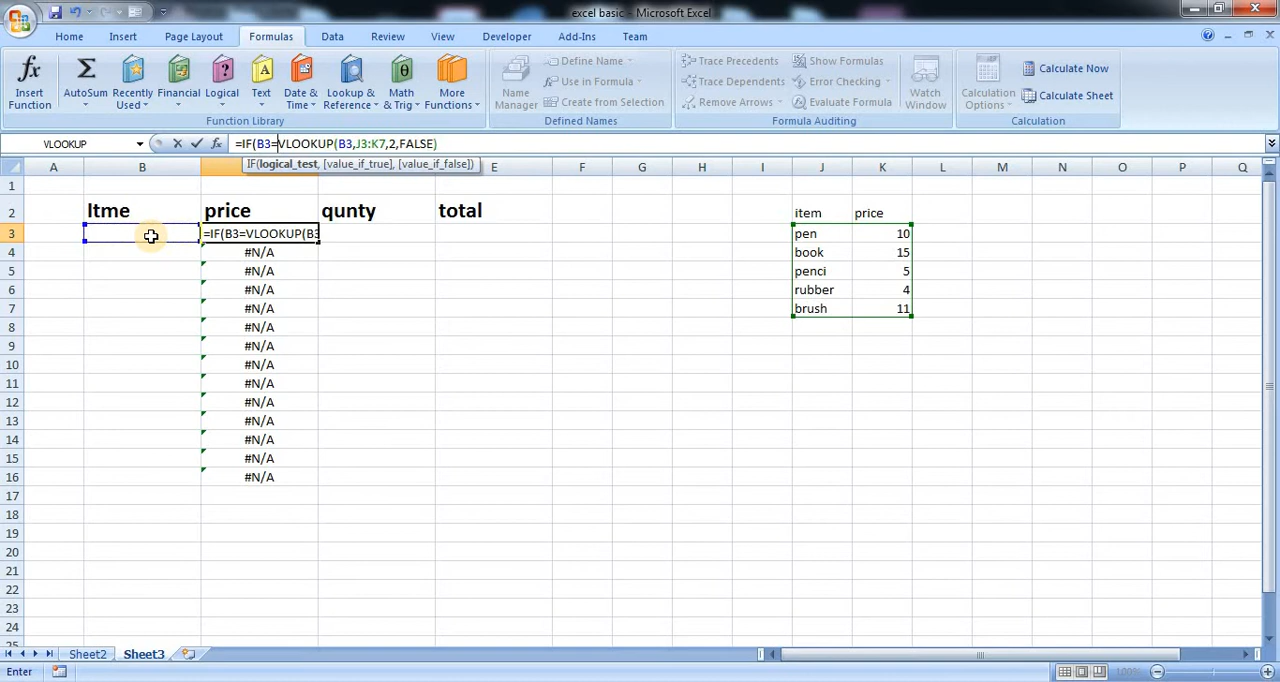 excel basic - Microsoft Excel
Home Insert Page Layout Formulas Data Review View Developer Add-Ins Team
fx Insert Function
Σ AutoSum
Recently Used
Financial
Logical
? 
A Text
Date & Time
Lookup & Reference
θ Math & Trig
More Functions
Function Library
Name Manager
Define Name
Use in Formula
Create from Selection
Defined Names
Trace Precedents
Trace Dependents
Remove Arrows
Show Formulas
Error Checking
Evaluate Formula
Formula Auditing
Watch Window
Calculation Options
Calculate Now
Calculate Sheet
Calculation
VLOOKUP fx =IF(B3=VLOOKUP(B3,J3:K7,2,FALSE)
IF(logical_test, [value_if_true], [value_if_false])
A B D E F G H I J K L M N O P Q
1
2 ltme price qunty total item price
3 =IF(B3=VLOOKUP(B3 pen 10
4 #N/A book 15
5 #N/A penci 5
6 #N/A rubber 4
7 #N/A brush 11
8 #N/A
9 #N/A
10 #N/A
11 #N/A
12 #N/A
13 #N/A
14 #N/A
15 #N/A
16 #N/A
17
18
19
20
21
22
23
24
25
Sheet2 Sheet3
Enter 100%